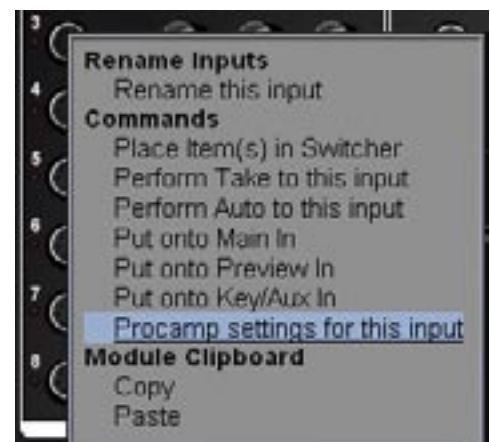 3
Rename Inputs
Rename this input
4
Commands
Place Item(s) in Switcher
5
Perform Take to this input
Perform Auto to this input
6
Put onto Main In
Put onto Preview In
7
Put onto Key/Aux In
Procamp settings for this input
8
Module Clipboard
Copy
Paste